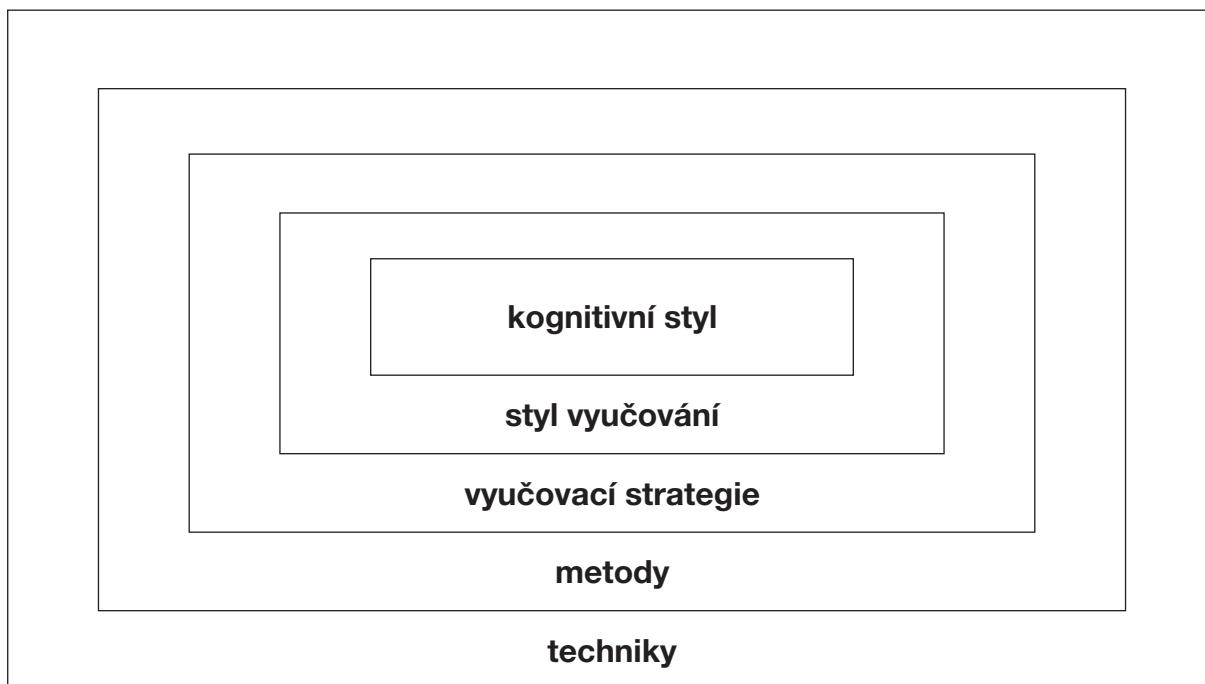 kognitivní styl
styl vyučování
vyučovací strategie
metody
techniky